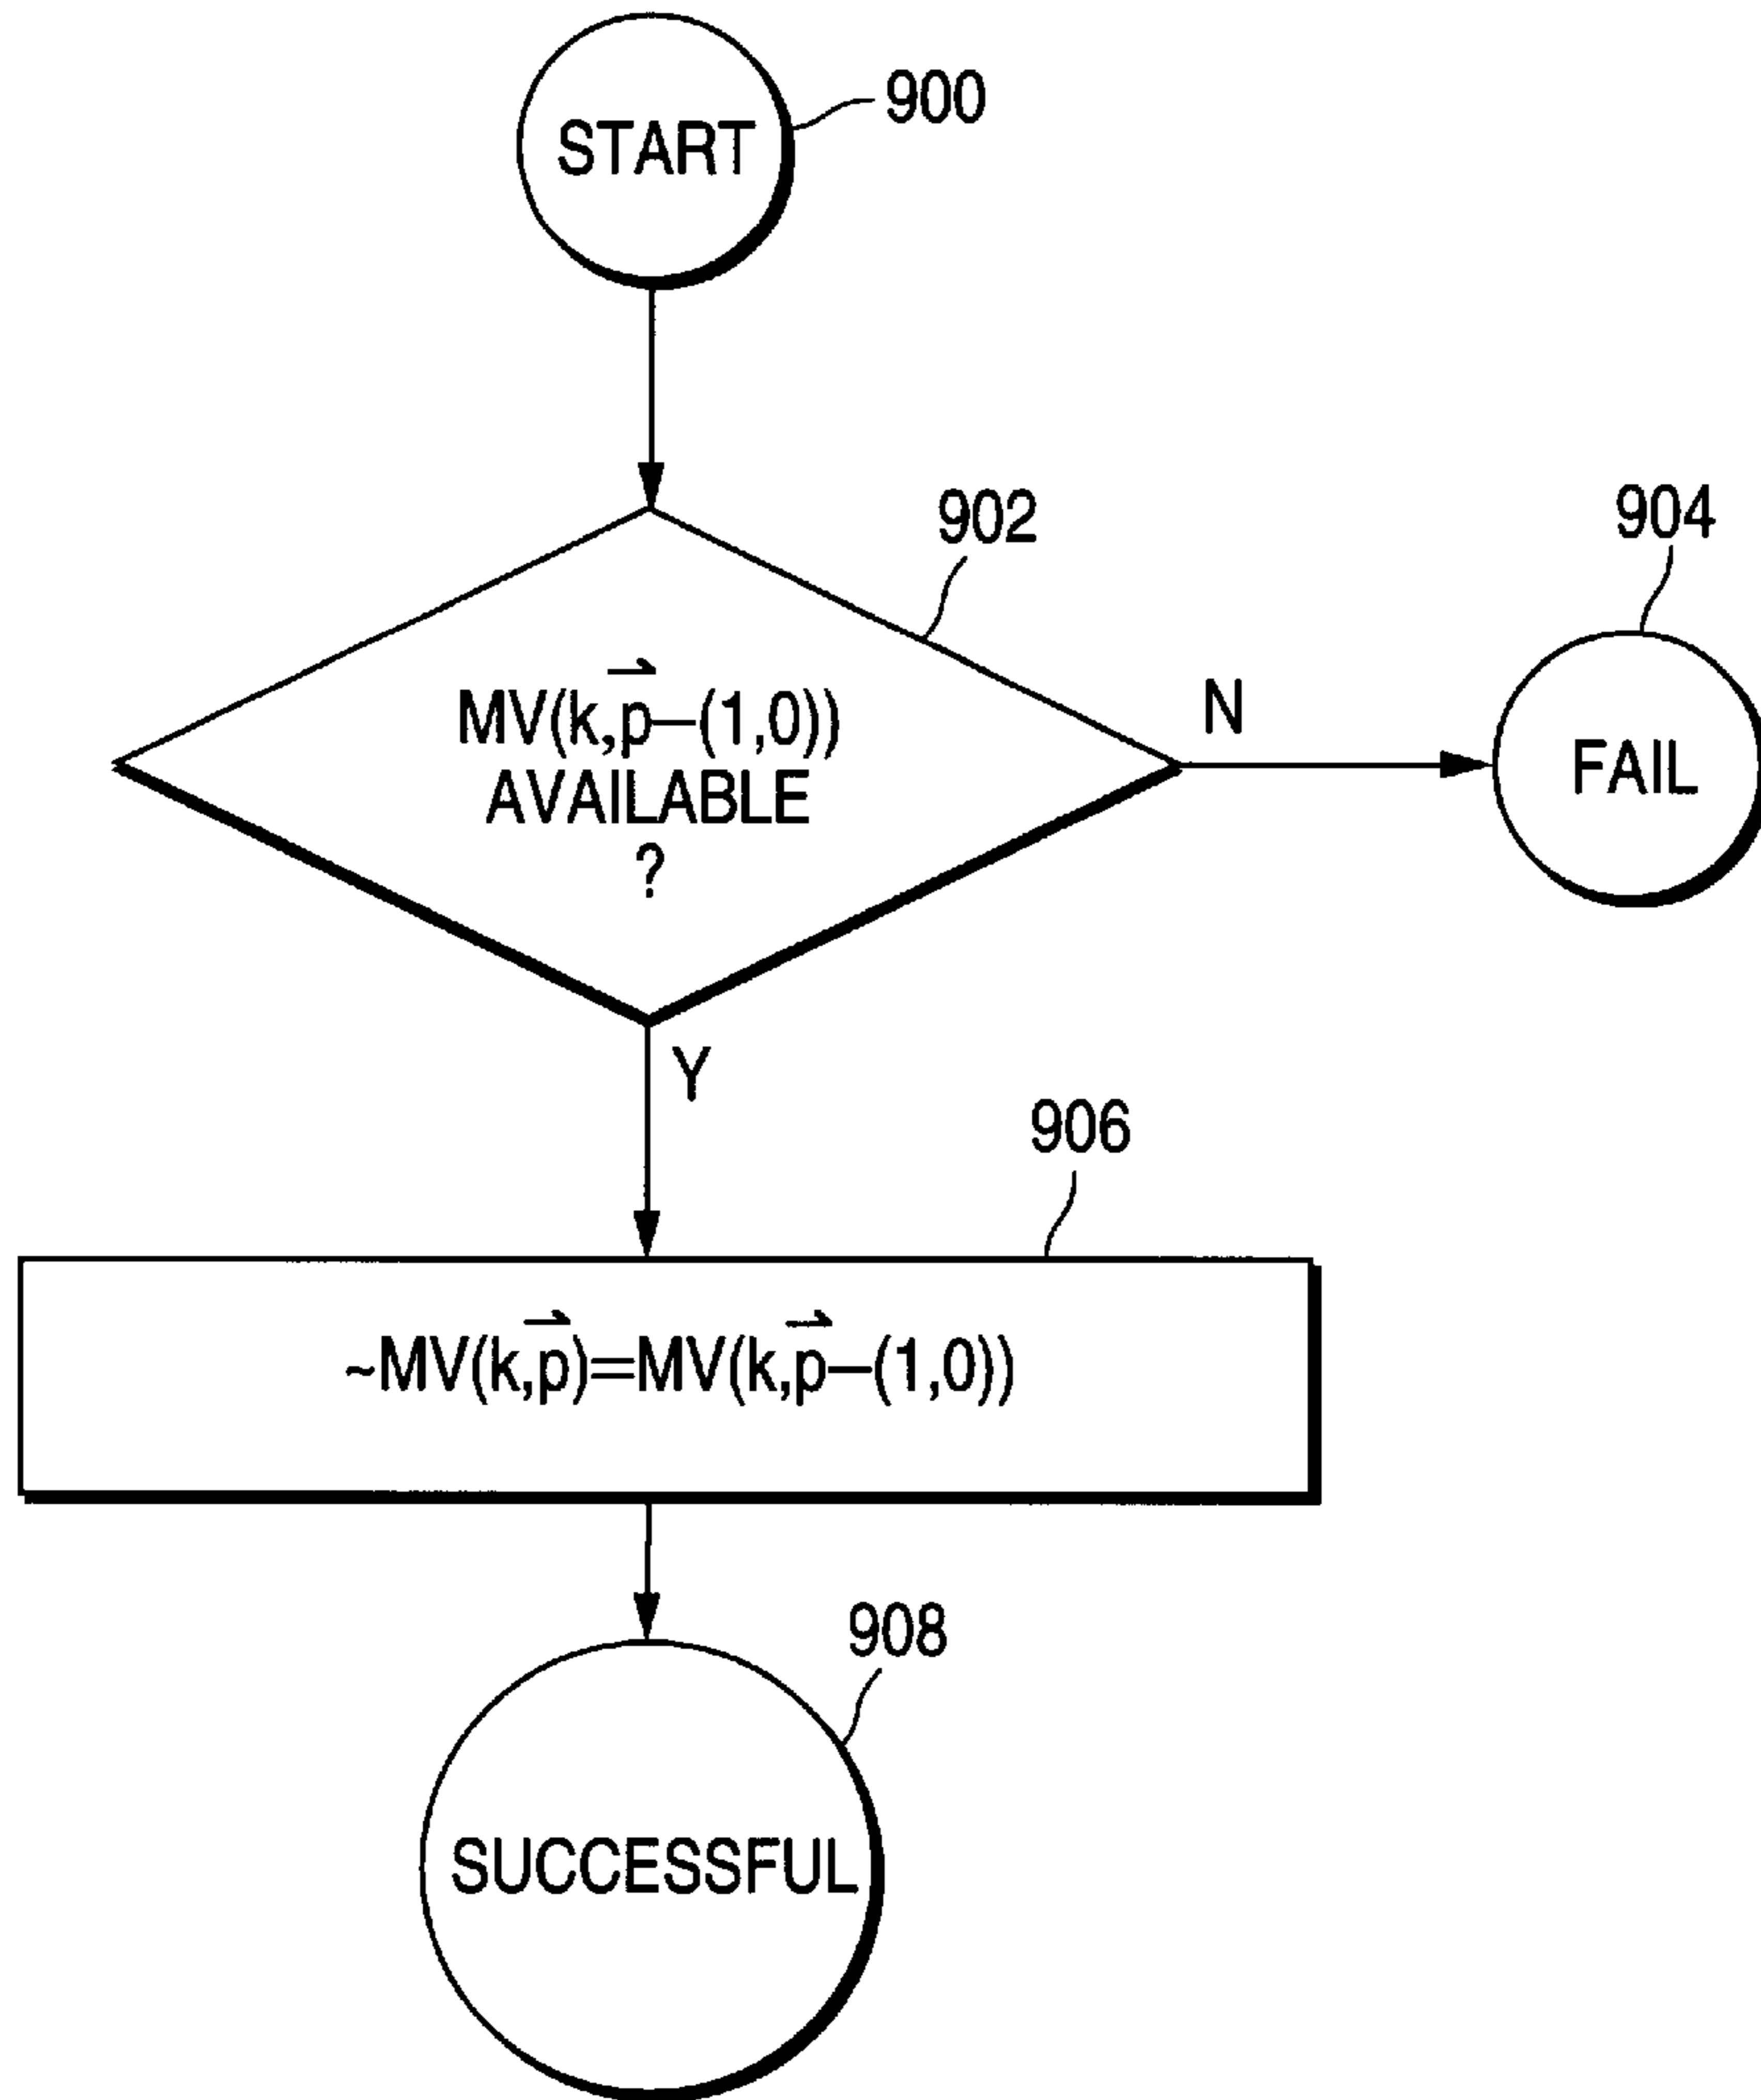 START
900
902
904
MV(k,p⃗—(1,0))
AVAILABLE
?
N
FAIL
Y
906
~MV(k,p⃗)=MV(k,p⃗—(1,0))
908
SUCCESSFUL